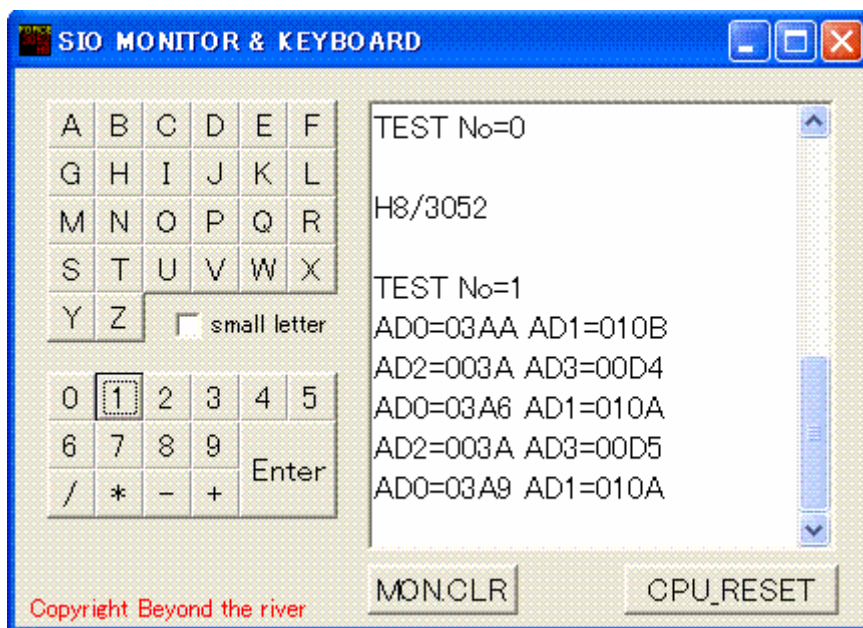 SIO MONITOR & KEYBOARD
A B C D E F
G H I J K L
M N O P Q R
S T U V W X
Y Z small letter
0 1 2 3 4 5
6 7 8 9 Enter
/ * - +
Copyright Beyond the river
TEST No=0
H8/3052
TEST No=1
AD0=03AA AD1=010B
AD2=003A AD3=00D4
AD0=03A6 AD1=010A
AD2=003A AD3=00D5
AD0=03A9 AD1=010A
MON.CLR CPU_RESET